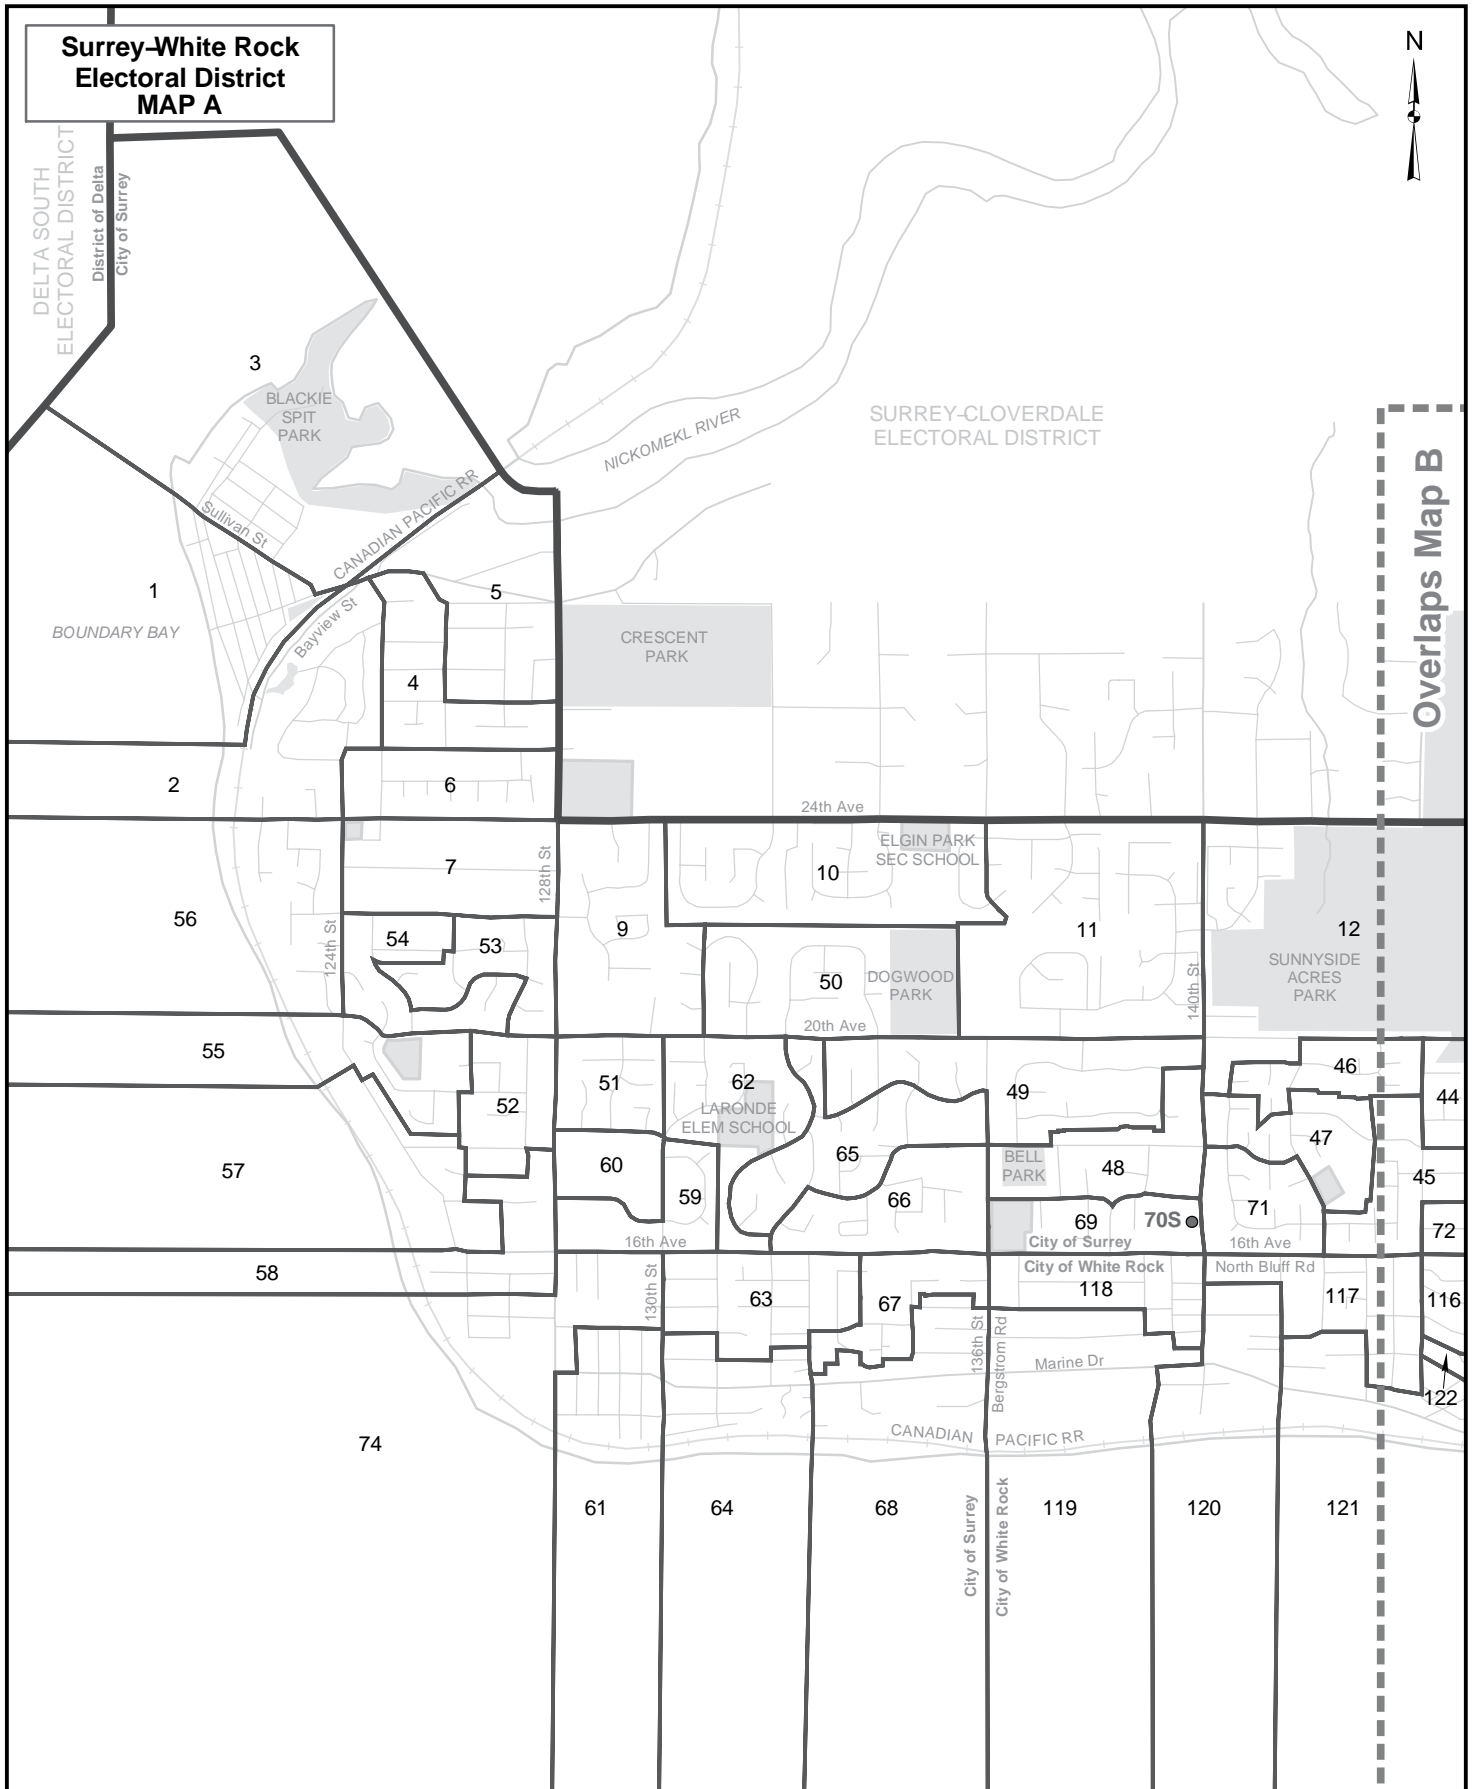 Surrey–White Rock
Electoral District
MAP A
N
DELTA SOUTH
ELECTORAL DISTRICT
District of Delta
City of Surrey
3
BLACKIE
SPIT
PARK
SURREY–CLOVERDALE
ELECTORAL DISTRICT
NICKOMEKL RIVER
Overlaps Map B
Sullivan St
CANADIAN PACIFIC RR
1
BOUNDARY BAY
Bayview St
5
4
CRESCENT
PARK
2
6
24th Ave
7
128th St
10
ELGIN PARK
SEC SCHOOL
56
124th St
54
53
9
11
12
SUNNYSIDE
ACRES
PARK
50
DOGWOOD
PARK
140th St
20th Ave
55
51
62
LARONDE
ELEM SCHOOL
52
49
46
44
47
57
60
59
65
66
BELL
PARK
48
45
71
69
70S
72
16th Ave
City of Surrey
16th Ave
58
City of White Rock
North Bluff Rd
130th St
63
67
118
117
116
136th St
Bergstrom Rd
Marine Dr
122
74
CANADIAN PACIFIC RR
61
64
68
119
120
121
City of Surrey
City of White Rock